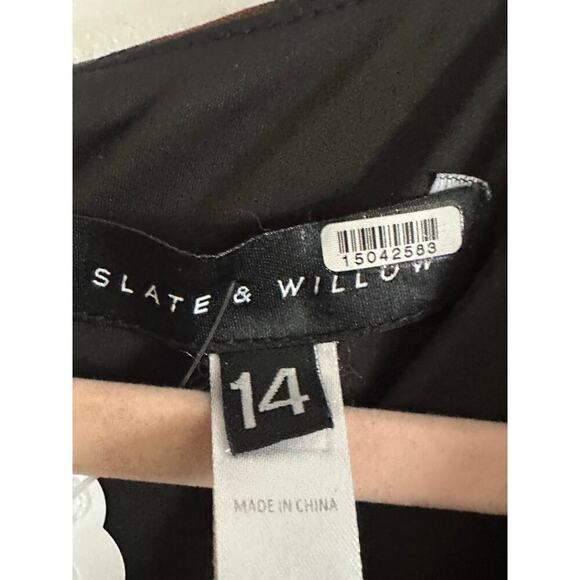 15042583
SLATE & WILLOW
14
MADE IN CHINA